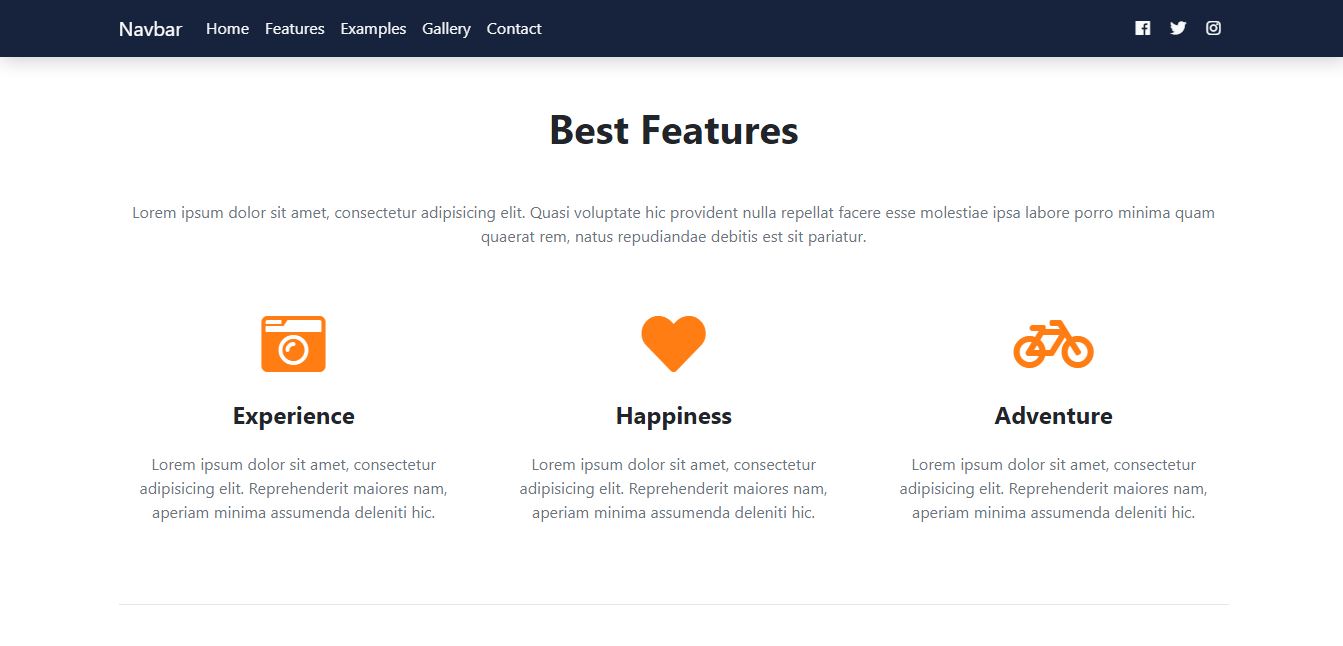 Navbar Home Features Examples Gallery Contact
Best Features
Lorem ipsum dolor sit amet, consectetur adipisicing elit. Quasi voluptate hic provident nulla repellat facere esse molestiae ipsa labore porro minima quam
quaerat rem, natus repudiandae debitis est sit pariatur.
Experience
Lorem ipsum dolor sit amet, consectetur
adipisicing elit. Reprehenderit maiores nam,
aperiam minima assumenda deleniti hic.
Happiness
Lorem ipsum dolor sit amet, consectetur
adipisicing elit. Reprehenderit maiores nam,
aperiam minima assumenda deleniti hic.
Adventure
Lorem ipsum dolor sit amet, consectetur
adipisicing elit. Reprehenderit maiores nam,
aperiam minima assumenda deleniti hic.